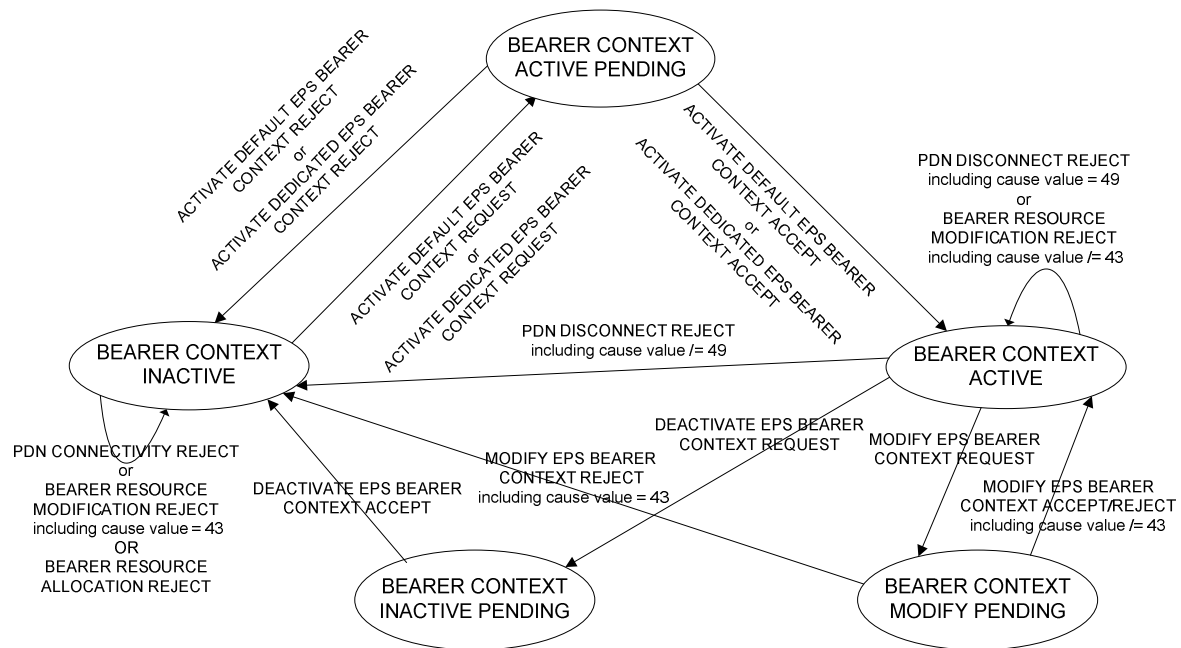 BEARER CONTEXT
ACTIVE PENDING
ACTIVATE DEFAULT EPS BEARER
CONTEXT REJECT
or
ACTIVATE DEDICATED EPS BEARER
CONTEXT REJECT
ACTIVATE DEFAULT EPS BEARER
CONTEXT REQUEST
or
ACTIVATE DEDICATED EPS BEARER
CONTEXT REQUEST
ACTIVATE DEFAULT EPS BEARER
CONTEXT ACCEPT
or
ACTIVATE DEDICATED EPS BEARER
CONTEXT ACCEPT
PDN DISCONNECT REJECT
including cause value = 49
or
BEARER RESOURCE
MODIFICATION REJECT
including cause value /= 43
BEARER CONTEXT
INACTIVE
PDN DISCONNECT REJECT
including cause value /= 49
BEARER CONTEXT
ACTIVE
PDN CONNECTIVITY REJECT
or
BEARER RESOURCE
MODIFICATION REJECT
including cause value = 43
OR
BEARER RESOURCE
ALLOCATION REJECT
DEACTIVATE EPS BEARER
CONTEXT ACCEPT
MODIFY EPS BEARER
CONTEXT REJECT
including cause value = 43
DEACTIVATE EPS BEARER
CONTEXT REQUEST
MODIFY EPS BEARER
CONTEXT REQUEST
MODIFY EPS BEARER
CONTEXT ACCEPT/REJECT
including cause value /= 43
BEARER CONTEXT
INACTIVE PENDING
BEARER CONTEXT
MODIFY PENDING